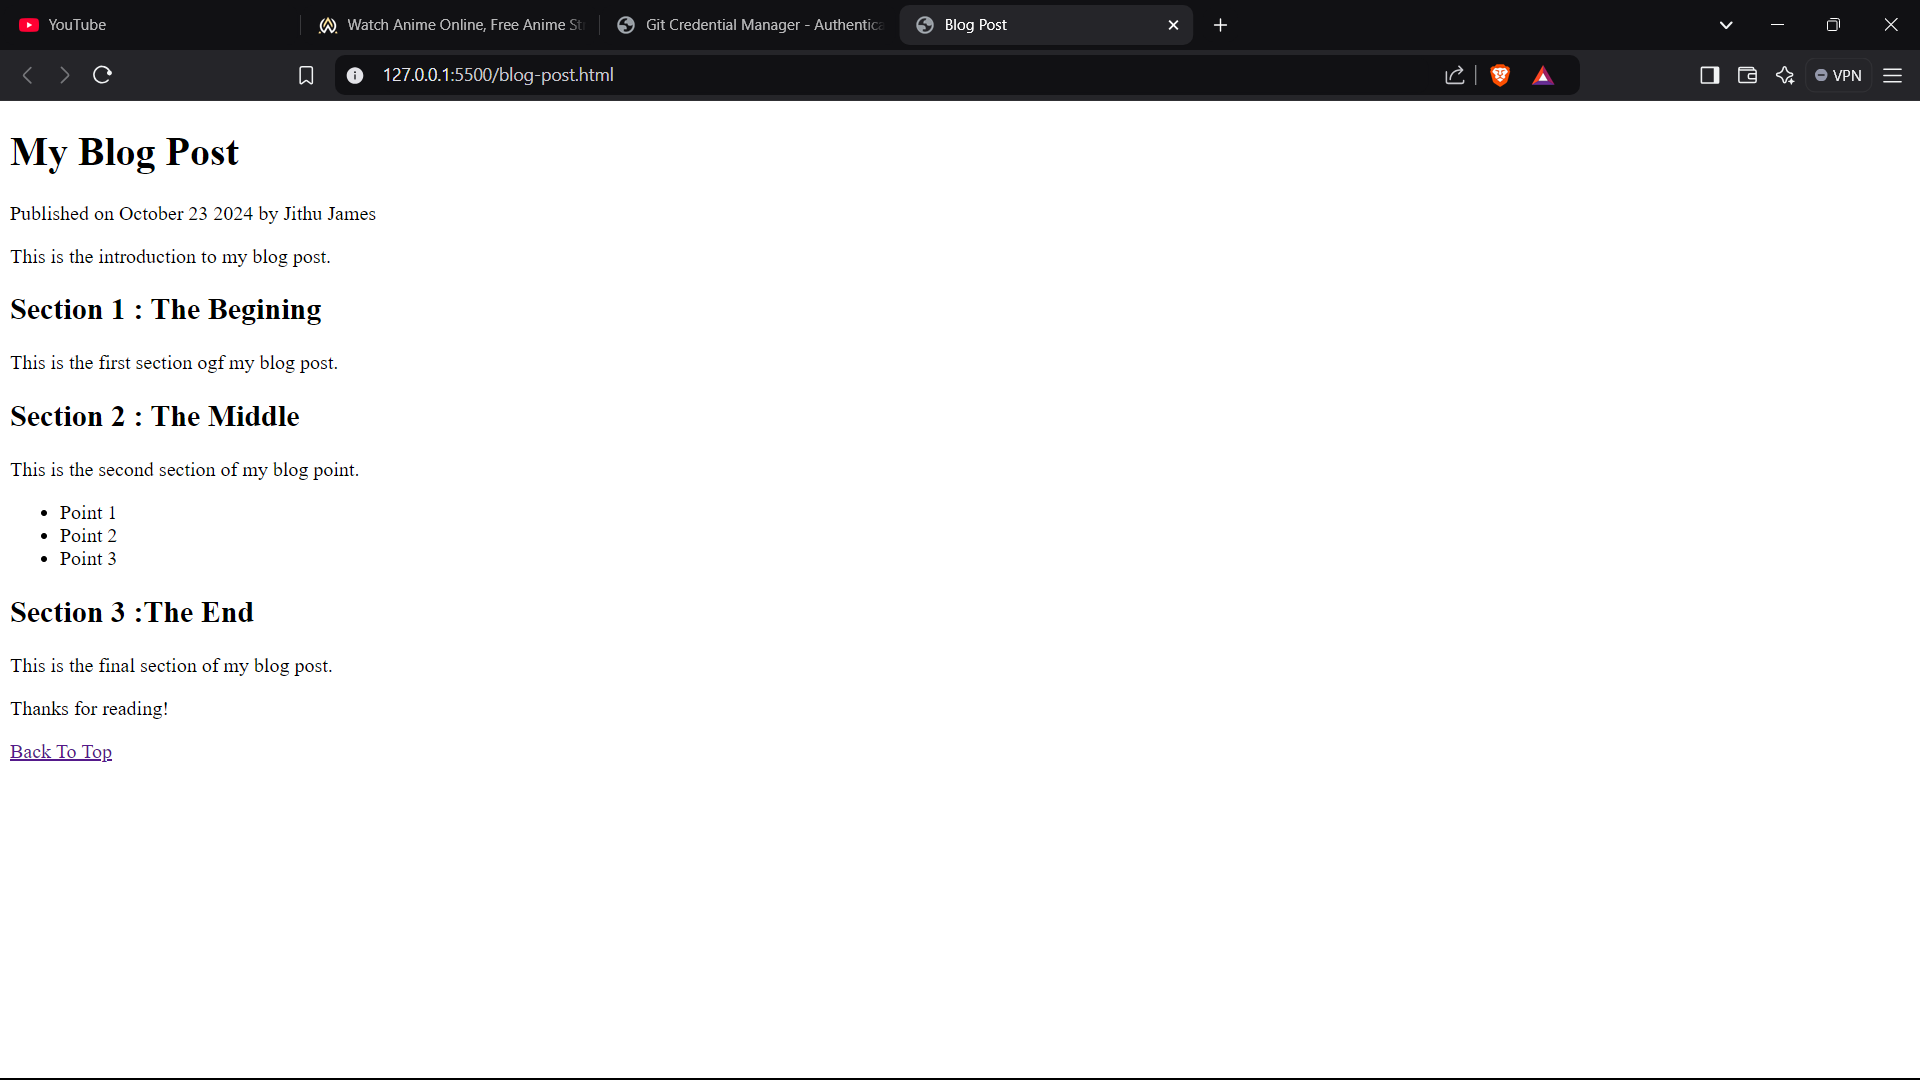 YouTube
Watch Anime Online, Free Anime St
Git Credential Manager - Authentica
Blog Post
127.0.0.1:5500/blog-post.html
VPN
My Blog Post
Published on October 23 2024 by Jithu James
This is the introduction to my blog post.
Section 1 : The Begining
This is the first section ogf my blog post.
Section 2 : The Middle
This is the second section of my blog point.
• Point 1
• Point 2
• Point 3
Section 3 :The End
This is the final section of my blog post.
Thanks for reading!
Back To Top